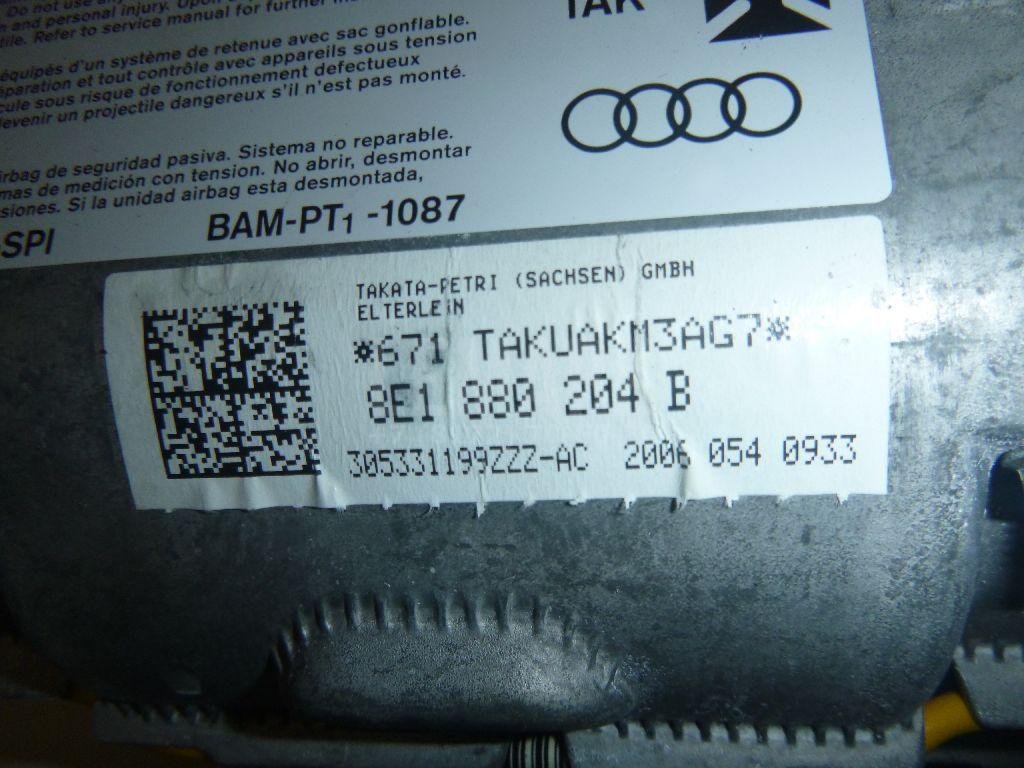 Do not use any
and personal injury. Upon
tile. Refer to service manual for further
équipés d'un système de retenue avec sac gonflable.
éparation et tout contrôle avec appareils sous tension
cule sous risque de fonctionnement defectueux
devenir un projectile dangereux s'il n'est pas monté.
irbag de seguridad pasiva. Sistema no reparable.
mas de medición con tension. No abrir, desmontar
siones. Si la unidad airbag esta desmontada,
-SPI BAM-PT1 -1087
TAK
TAKATA-PETRI (SACHSEN) GMBH
ELTERLEIN
*671 TAKUAKM3AG7*
8E1 880 204 B
305331199ZZZ-AC 2006 054 0933